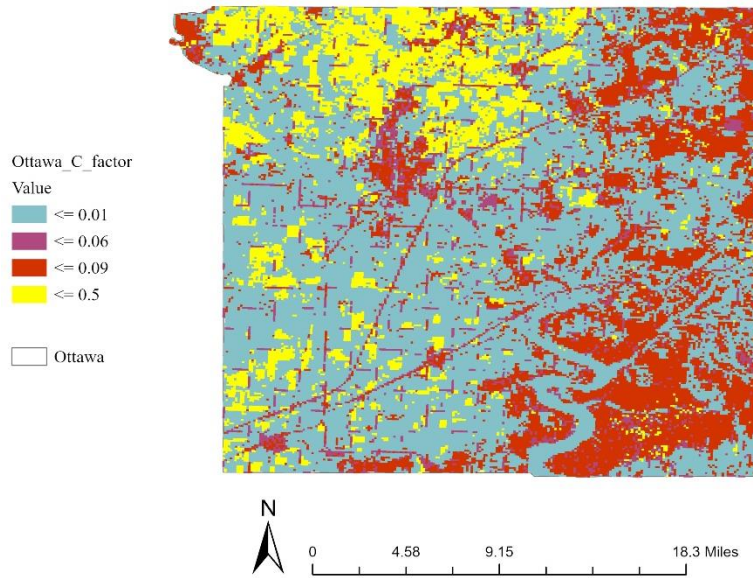 Ottawa_C_factor
Value
<= 0.01
<= 0.06
<= 0.09
<= 0.5
Ottawa
N
0 4.58 9.15 18.3 Miles